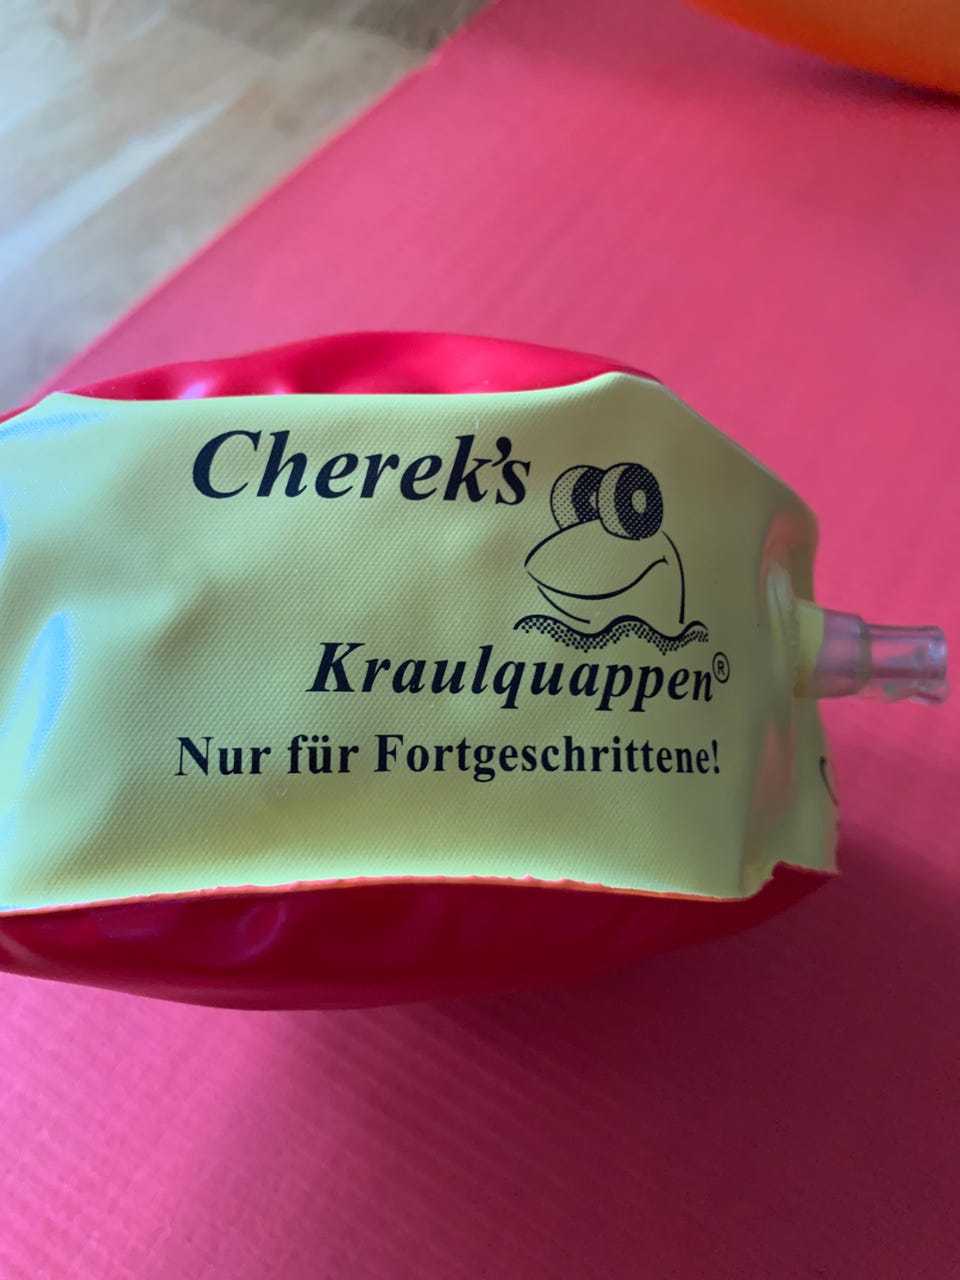 Cherek's
Kraulquappen®
Nur für Fortgeschrittene!